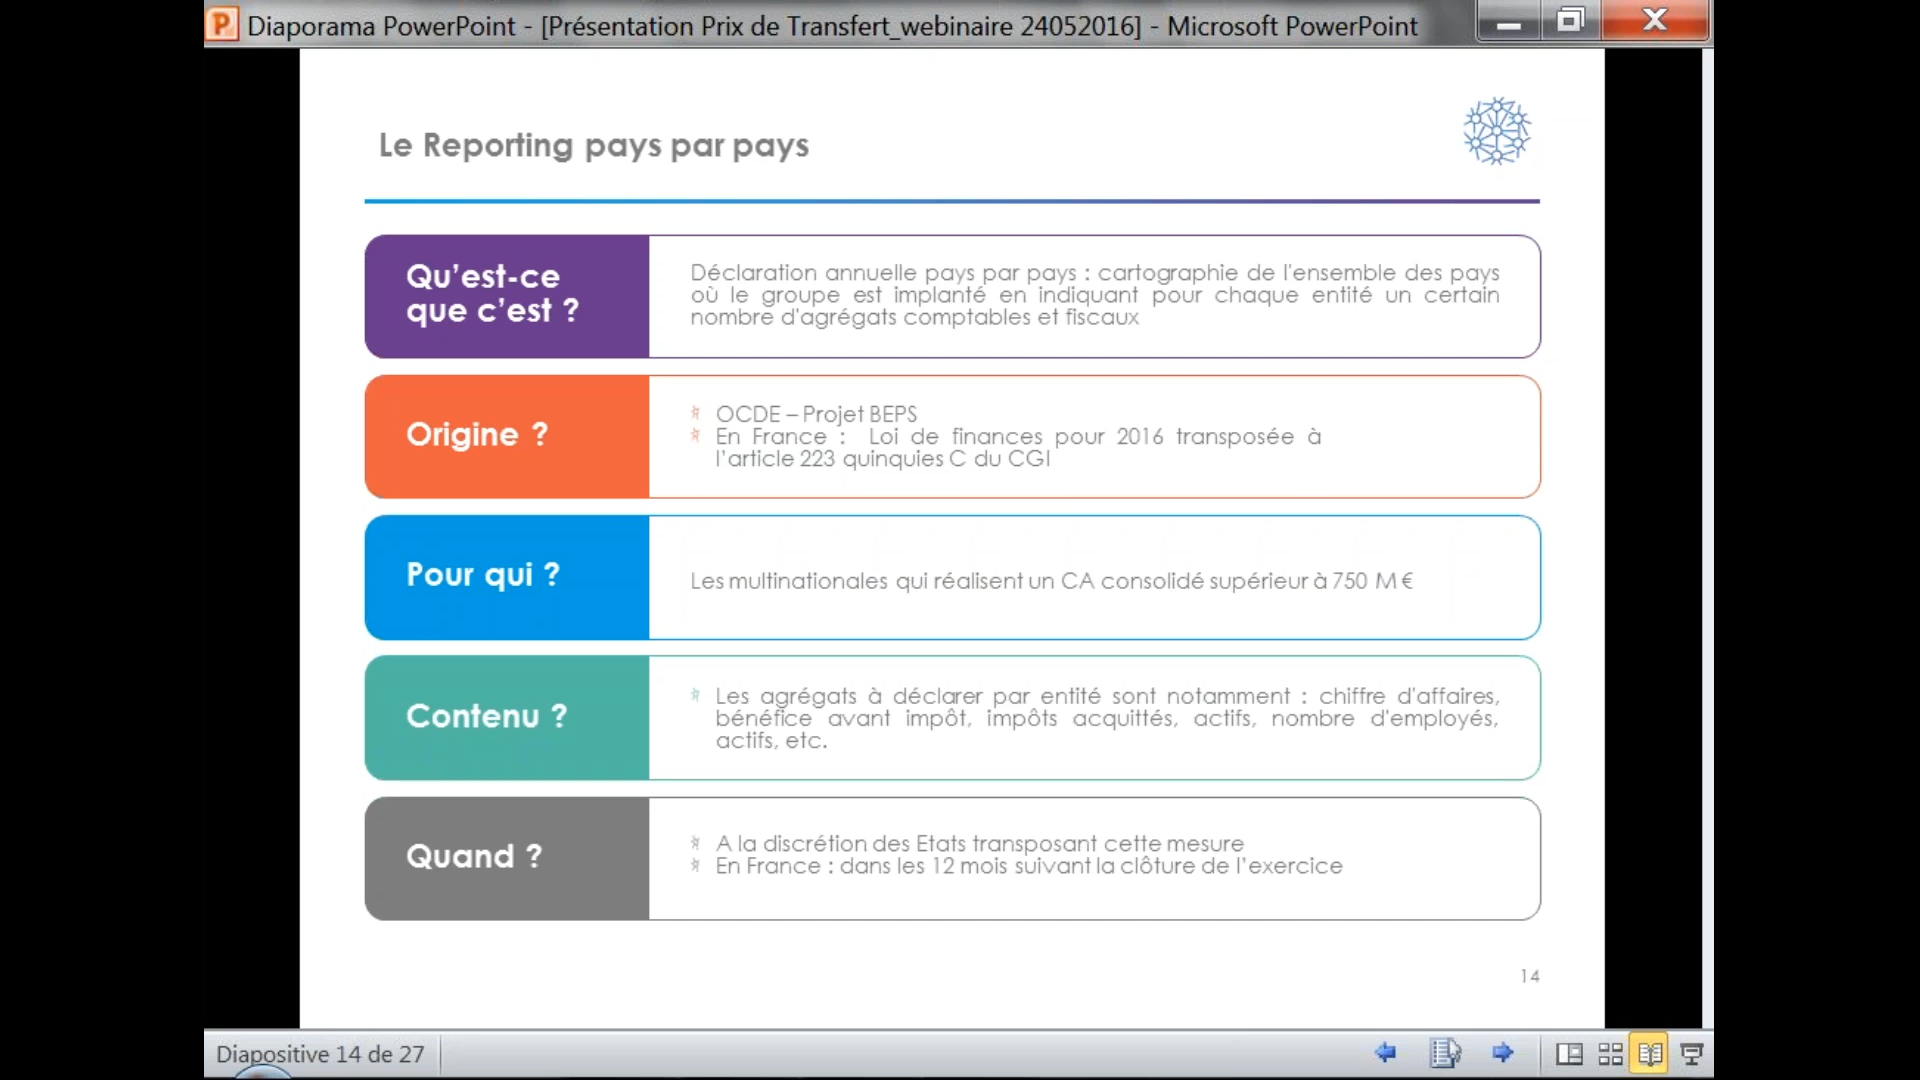 Diaporama PowerPoint - [Présentation Prix de Transfert_webinaire 24052016] - Microsoft PowerPoint
Le Reporting pays par pays
Qu’est-ce
que c’est ?
Déclaration annuelle pays par pays : cartographie de l'ensemble des pays
où le groupe est implanté en indiquant pour chaque entité un certain
nombre d'agrégats comptables et fiscaux
Origine ?
OCDE – Projet BEPS
En France : Loi de finances pour 2016 transposée à
l’article 223 quinquies C du CGI
Pour qui ?
Les multinationales qui réalisent un CA consolidé supérieur à 750 M €
Contenu ?
Les agrégats à déclarer par entité sont notamment : chiffre d'affaires,
bénéfice avant impôt, impôts acquittés, actifs, nombre d'employés,
actifs, etc.
Quand ?
A la discrétion des Etats transposant cette mesure
En France : dans les 12 mois suivant la clôture de l’exercice
14
Diapositive 14 de 27